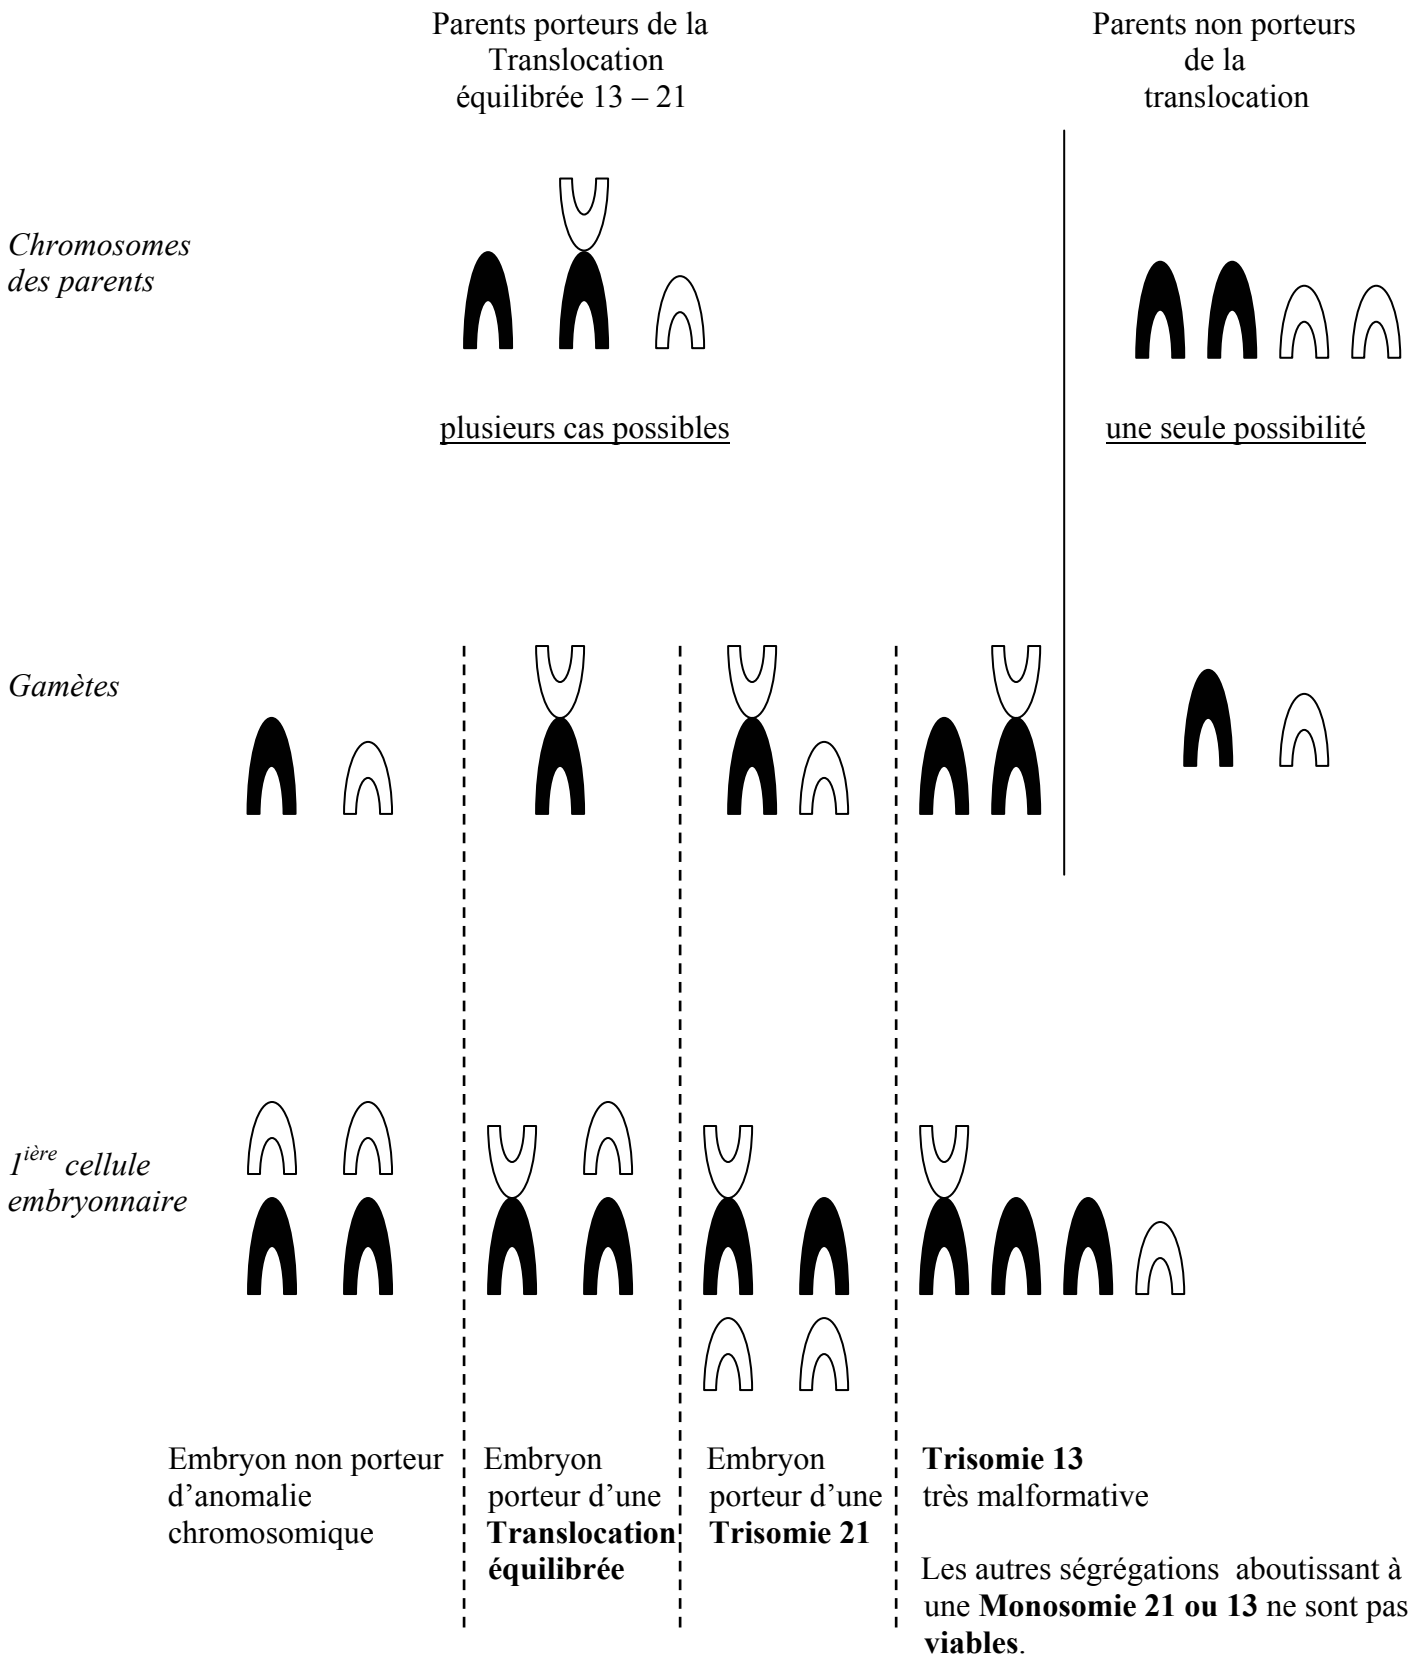 Parents porteurs de la
Translocation
équilibrée 13 – 21
Parents non porteurs
de la
translocation
Chromosomes
des parents
plusieurs cas possibles
une seule possibilité
Gamètes
1ière cellule
embryonnaire
Embryon non porteur
d’anomalie
chromosomique
Embryon
porteur d’une
Translocation
équilibrée
Embryon
porteur d’une
Trisomie 21
Trisomie 13
très malformative
Les autres ségrégations aboutissant à
une Monosomie 21 ou 13 ne sont pas
viables.